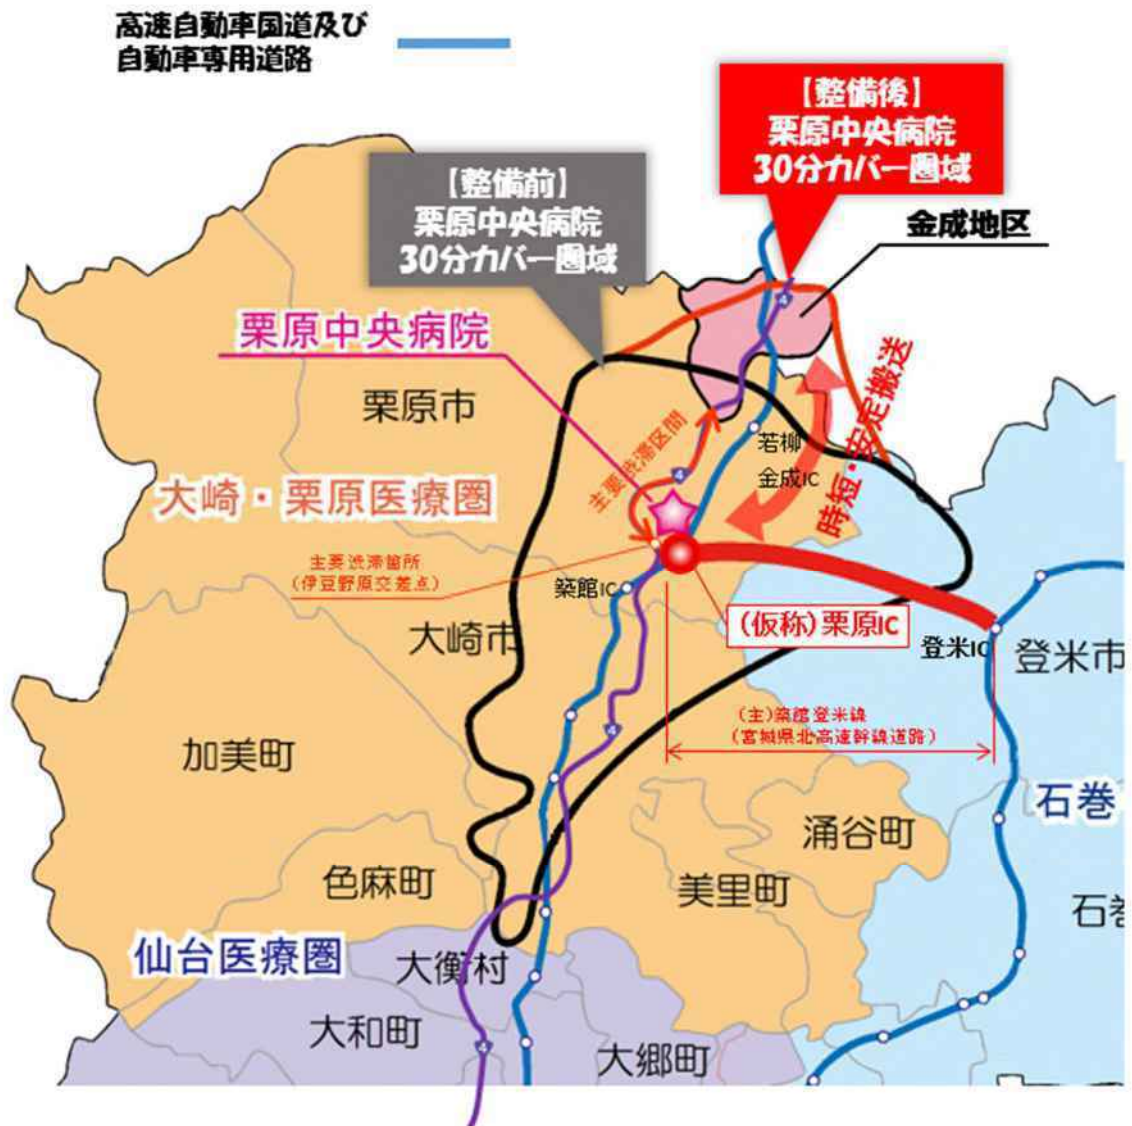 高速自動車国道及び
自動車専用道路
【整備後】
栗原中央病院
30分カバー圏域
【整備前】
栗原中央病院
30分カバー圏域
金成地区
4
栗原中央病院
栗原市
主要渋滞区間
4
若柳
金成IC
時短・安定搬送
大崎・栗原医療圏
主要渋滞箇所
(伊豆野原交差点)
築館IC
(仮称)栗原IC
大崎市
登米IC
登米市
(主)築館登米線
(宮城県北高速幹線道路)
4
加美町
石巻
涌谷町
色麻町
美里町
石巻
仙台医療圏
大衡村
大和町
4
大郷町